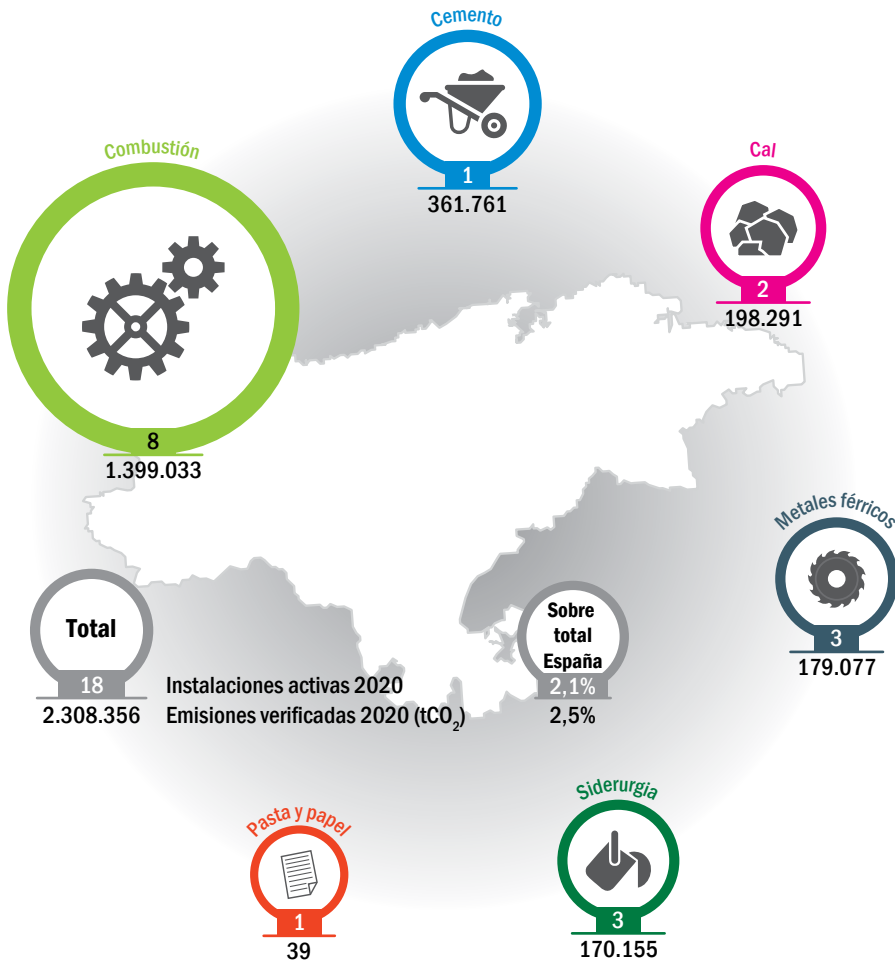 Cemento
1
361.761
Combustión
8
1.399.033
Cal
2
198.291
Metales férricos
3
179.077
Total
18 Instalaciones activas 2020
2.308.356 Emisiones verificadas 2020 (tCO₂)
Sobre
total
España
2,1%
2,5%
Pasta y papel
1
39
Siderurgia
3
170.155